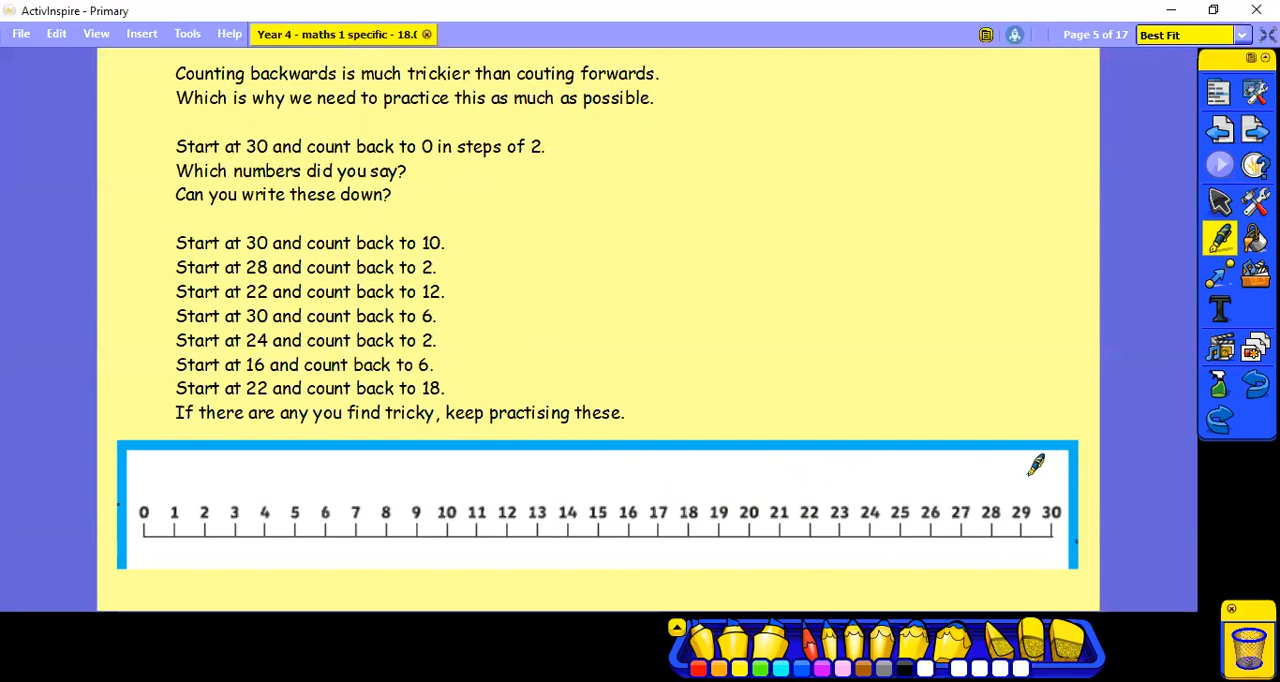 ActivInspire - Primary
File Edit View Insert Tools Help
Year 4 - maths 1 specific - 18.(
Page 5 of 17
Best Fit
Counting backwards is much trickier than couting forwards.
Which is why we need to practice this as much as possible.
Start at 30 and count back to 0 in steps of 2.
Which numbers did you say?
Can you write these down?
Start at 30 and count back to 10.
Start at 28 and count back to 2.
Start at 22 and count back to 12.
Start at 30 and count back to 6.
Start at 24 and count back to 2.
Start at 16 and count back to 6.
Start at 22 and count back to 18.
If there are any you find tricky, keep practising these.
0 1 2 3 4 5 6 7 8 9 10 11 12 13 14 15 16 17 18 19 20 21 22 23 24 25 26 27 28 29 30